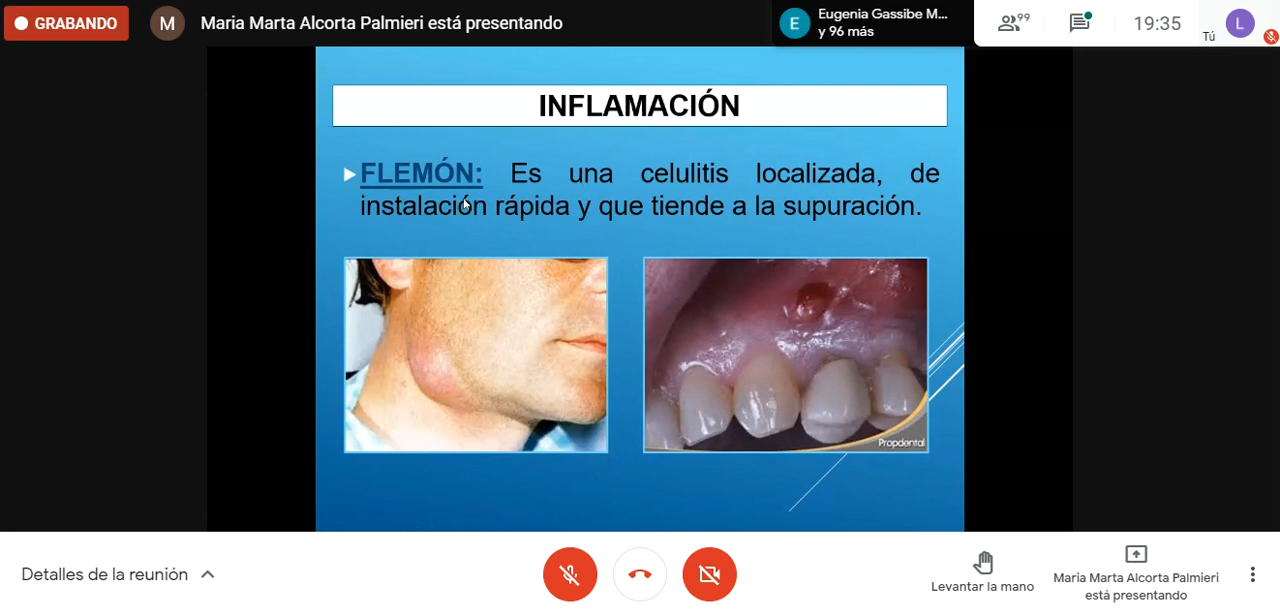 GRABANDO
M
Maria Marta Alcorta Palmieri está presentando
E
Eugenia Gassibe M...
y 96 más
99
19:35
Tú
L
INFLAMACIÓN
FLEMÓN: Es una celulitis localizada, de
instalación rápida y que tiende a la supuración.
Propdental
Detalles de la reunión
Levantar la mano
Maria Marta Alcorta Palmieri
está presentando